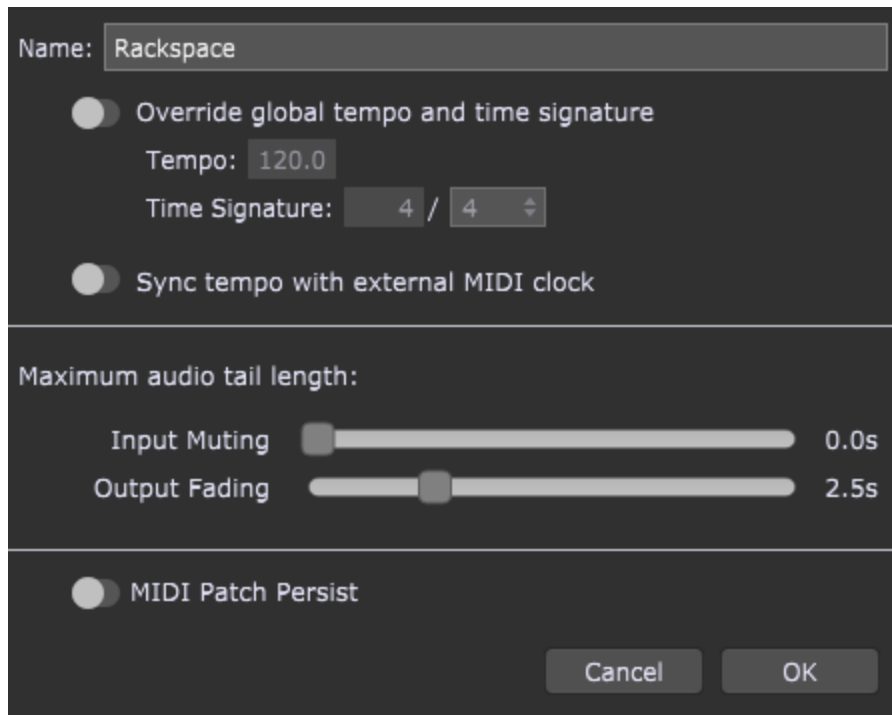 Name: Rackspace
Override global tempo and time signature
Tempo: 120.0
Time Signature: 4 / 4
Sync tempo with external MIDI clock
Maximum audio tail length:
Input Muting 0.0s
Output Fading 2.5s
MIDI Patch Persist
Cancel OK